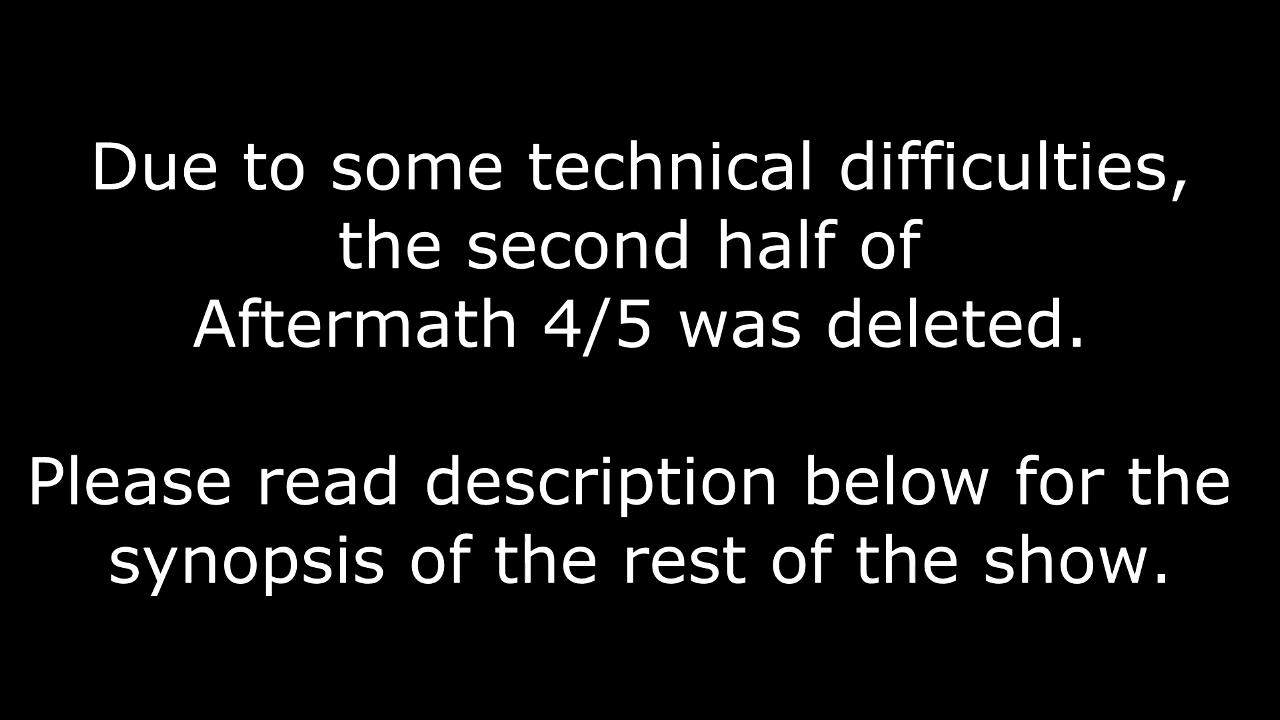 Due to some technical difficulties,
the second half of
Aftermath 4/5 was deleted.
Please read description below for the
synopsis of the rest of the show.